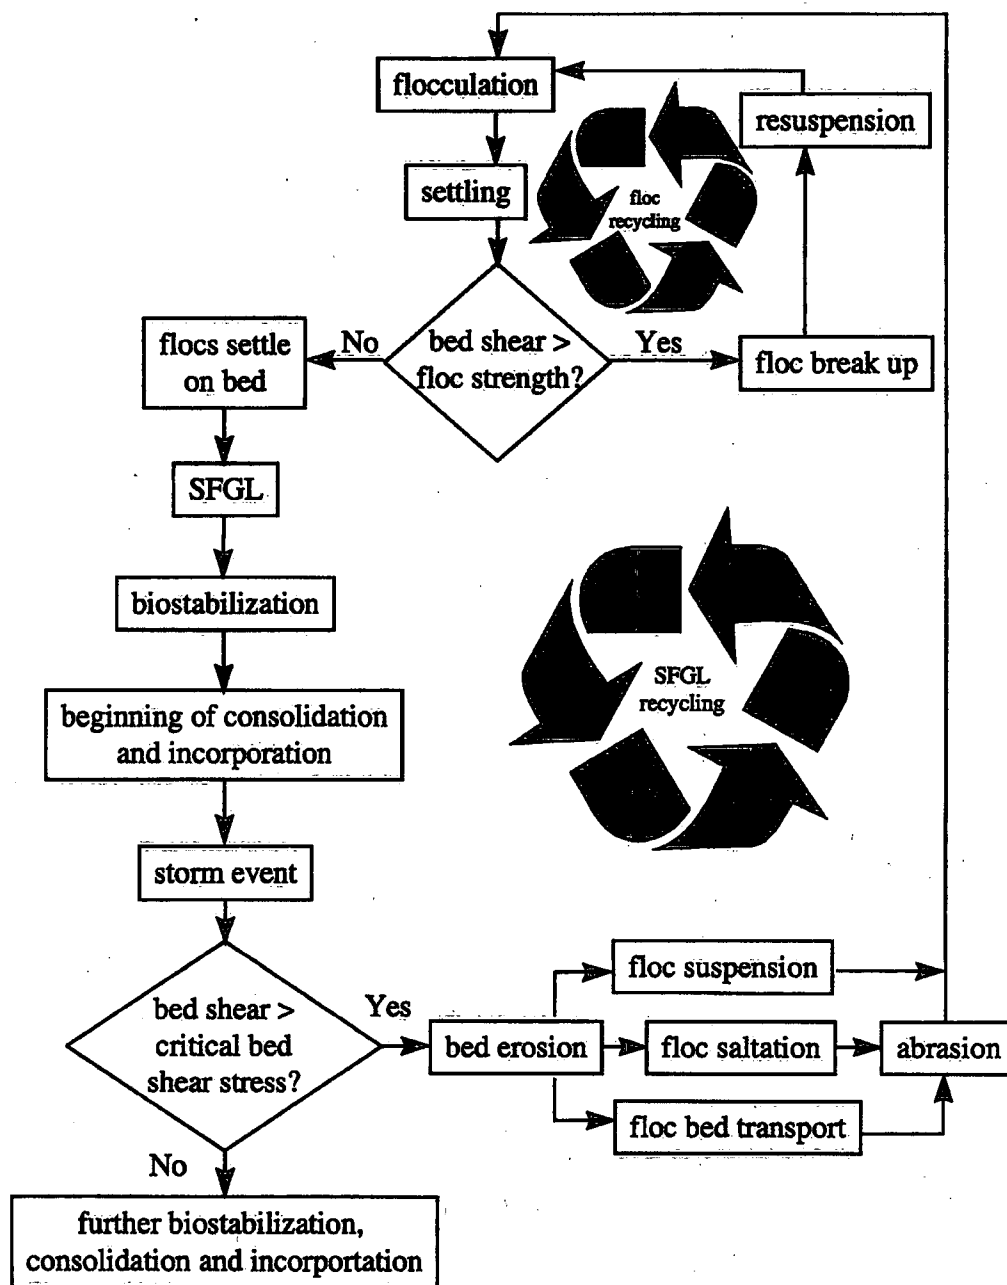 flocculation
resuspension
settling
floc
recycling
flocs settle
on bed
No
bed shear >
floc strength?
Yes
floc break up
SFGL
biostabilization
SFGL
recycling
beginning of consolidation
and incorporation
storm event
bed shear >
critical bed
shear stress?
Yes
bed erosion
floc suspension
floc saltation
abrasion
floc bed transport
No
further biostabilization,
consolidation and incorportation